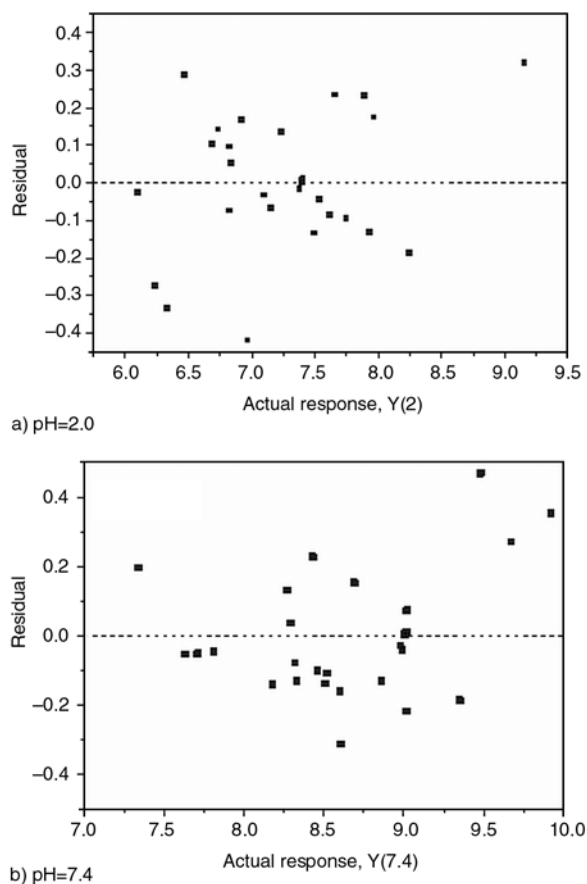 0.4
0.3
0.2
0.1
0.0
−0.1
−0.2
−0.3
−0.4
Residual
6.0 6.5 7.0 7.5 8.0 8.5 9.0 9.5
Actual response, Y(2)
a) pH=2.0
0.4
0.2
0.0
−0.2
−0.4
Residual
7.0 7.5 8.0 8.5 9.0 9.5 10.0
Actual response, Y(7.4)
b) pH=7.4